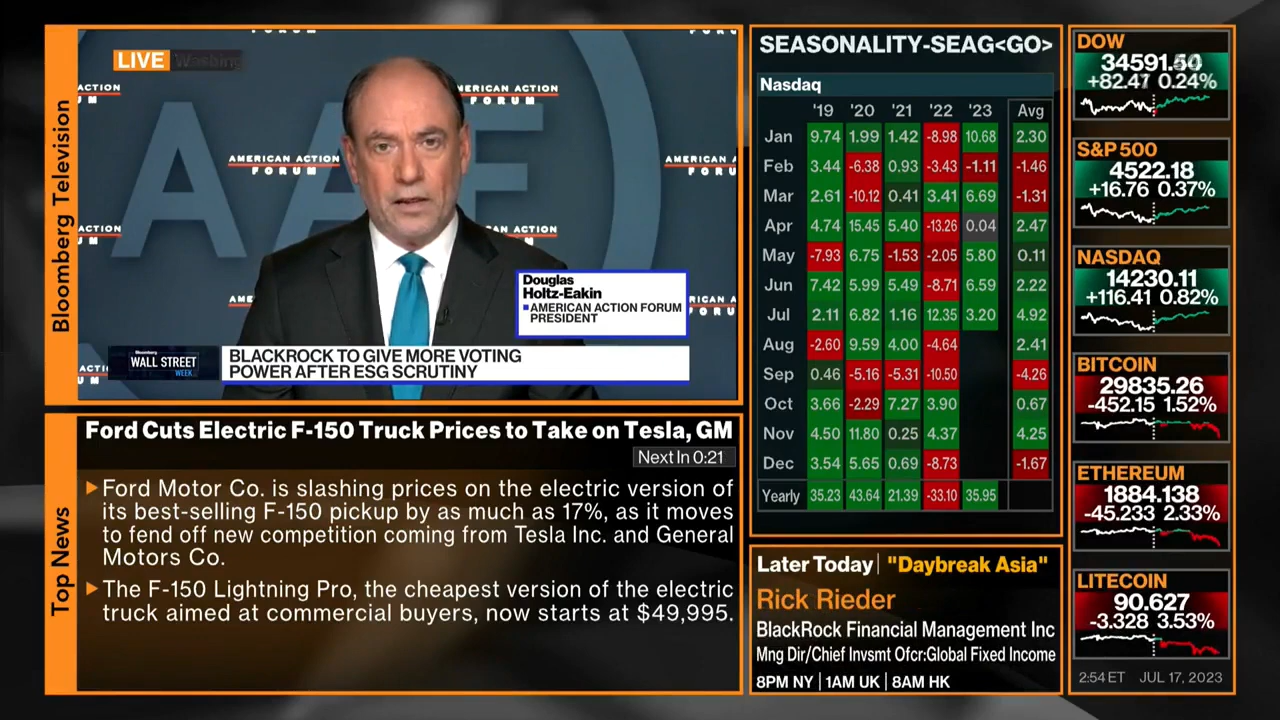 Bloomberg Television
LIVE
AMERICAN ACTION
FORUM
AAF
Douglas
Holtz-Eakin
AMERICAN ACTION FORUM
PRESIDENT
Bloomberg
WALL STREET
WEEK
BLACKROCK TO GIVE MORE VOTING
POWER AFTER ESG SCRUTINY
Top News
Ford Cuts Electric F-150 Truck Prices to Take on Tesla, GM
Next In 0:21
Ford Motor Co. is slashing prices on the electric version of
its best-selling F-150 pickup by as much as 17%, as it moves
to fend off new competition coming from Tesla Inc. and General
Motors Co.
The F-150 Lightning Pro, the cheapest version of the electric
truck aimed at commercial buyers, now starts at $49,995.
SEASONALITY-SEAG<GO>
Nasdaq
'19 '20 '21 '22 '23 Avg
Jan 9.74 1.99 1.42 -8.98 10.68 2.30
Feb 3.44 -6.38 0.93 -3.43 -1.11 -1.46
Mar 2.61 -10.12 0.41 3.41 6.69 -1.31
Apr 4.74 15.45 5.40 -13.26 0.04 2.47
May -7.93 6.75 -1.53 -2.05 5.80 0.11
Jun 7.42 5.99 5.49 -8.71 6.59 2.22
Jul 2.11 6.82 1.16 12.35 3.20 4.92
Aug -2.60 9.59 4.00 -4.64 2.41
Sep 0.46 -5.16 -5.31 -10.50 -4.26
Oct 3.66 -2.29 7.27 3.90 0.67
Nov 4.50 11.80 0.25 4.37 4.25
Dec 3.54 5.65 0.69 -8.73 -1.67
Yearly 35.23 43.64 21.39 -33.10 35.95
Later Today | "Daybreak Asia"
Rick Rieder
BlackRock Financial Management Inc
Mng Dir/Chief Invsmt Ofcr:Global Fixed Income
8PM NY | 1AM UK | 8AM HK
DOW
+82.47 0.24%
S&P 500
4522.18
+16.76 0.37%
NASDAQ
14230.11
+116.41 0.82%
BITCOIN
29835.26
-452.15 1.52%
ETHEREUM
1884.138
-45.233 2.33%
LITECOIN
90.627
-3.328 3.53%
2:54 ET JUL 17, 2023